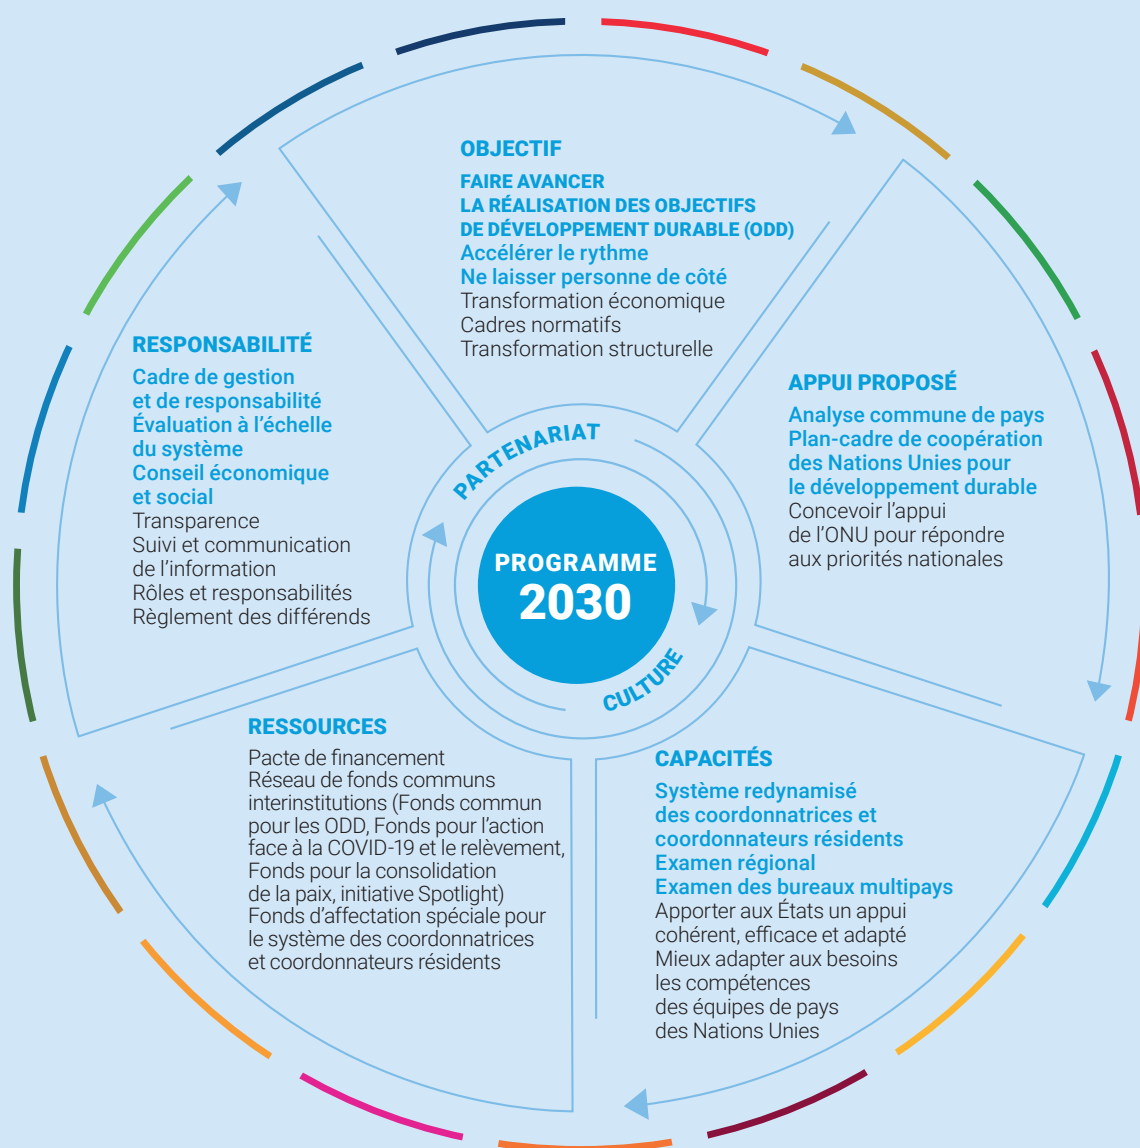 OBJECTIF
FAIRE AVANCER
LA RÉALISATION DES OBJECTIFS
DE DÉVELOPPEMENT DURABLE (ODD)
Accélérer le rythme
Ne laisser personne de côté
Transformation économique
Cadres normatifs
Transformation structurelle
APPUI PROPOSÉ
Analyse commune de pays
Plan-cadre de coopération
des Nations Unies pour
le développement durable
Concevoir l’appui
de l’ONU pour répondre
aux priorités nationales
CAPACITÉS
Système redynamisé
des coordonnatrices et
coordonnateurs résidents
Examen régional
Examen des bureaux multipays
Apporter aux États un appui
cohérent, efficace et adapté
Mieux adapter aux besoins
les compétences
des équipes de pays
des Nations Unies
RESSOURCES
Pacte de financement
Réseau de fonds communs
interinstitutions (Fonds commun
pour les ODD, Fonds pour l’action
face à la COVID-19 et le relèvement,
Fonds pour la consolidation
de la paix, initiative Spotlight)
Fonds d’affectation spéciale pour
le système des coordonnatrices
et coordonnateurs résidents
RESPONSABILITÉ
Cadre de gestion
et de responsabilité
Évaluation à l’échelle
du système
Conseil économique
et social
Transparence
Suivi et communication
de l’information
Rôles et responsabilités
Règlement des différends
PARTENARIAT
PROGRAMME
2030
CULTURE